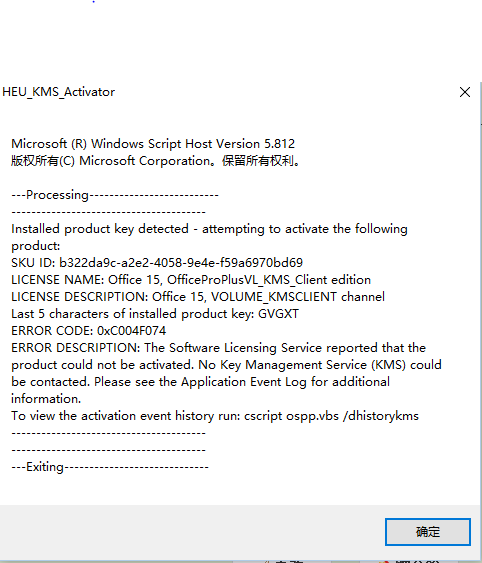 HEU_KMS_Activator
Microsoft (R) Windows Script Host Version 5.812
版权所有(C) Microsoft Corporation。保留所有权利。
---Processing--------------------------
---------------------------------------
Installed product key detected - attempting to activate the following
product:
SKU ID: b322da9c-a2e2-4058-9e4e-f59a6970bd69
LICENSE NAME: Office 15, OfficeProPlusVL_KMS_Client edition
LICENSE DESCRIPTION: Office 15, VOLUME_KMSCLIENT channel
Last 5 characters of installed product key: GVGXT
ERROR CODE: 0xC004F074
ERROR DESCRIPTION: The Software Licensing Service reported that the
product could not be activated. No Key Management Service (KMS) could
be contacted. Please see the Application Event Log for additional
information.
To view the activation event history run: cscript ospp.vbs /dhistorykms
---------------------------------------
---------------------------------------
---Exiting-----------------------------
确定